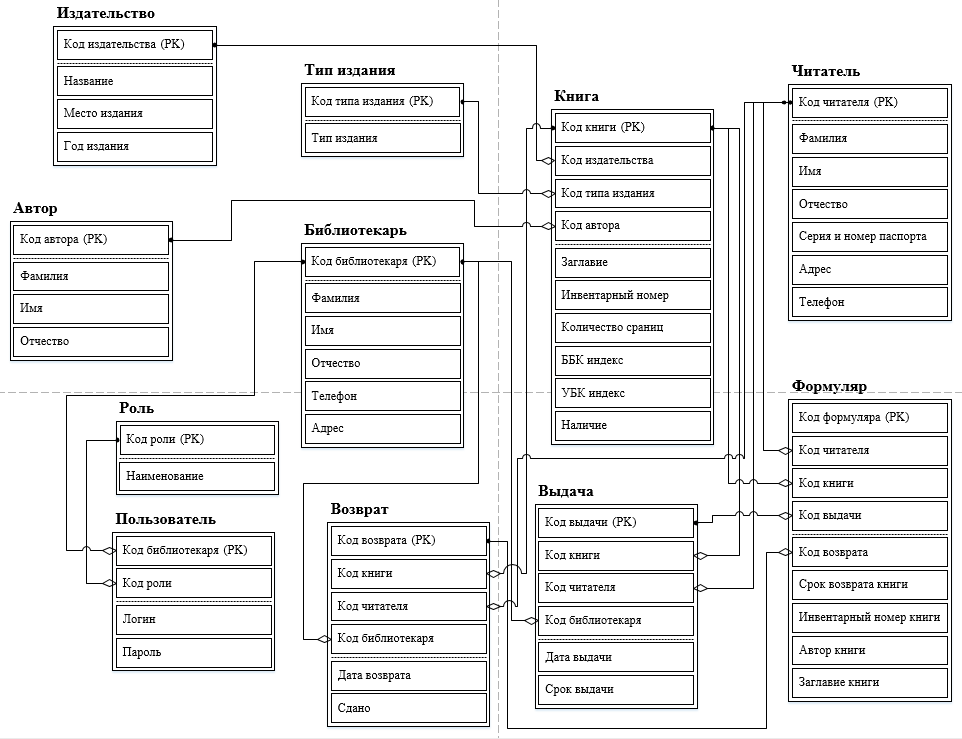 Издательство
Код издательства (PK)
Название
Место издания
Год издания
Тип издания
Код типа издания (PK)
Тип издания
Книга
Код книги (PK)
Код издательства
Код типа издания
Код автора
Заглавие
Инвентарный номер
Количество сраниц
ББК индекс
УБК индекс
Наличие
Читатель
Код читателя (PK)
Фамилия
Имя
Отчество
Серия и номер паспорта
Адрес
Телефон
Автор
Код автора (PK)
Фамилия
Имя
Отчество
Библиотекарь
Код библиотекаря (PK)
Фамилия
Имя
Отчество
Телефон
Адрес
Роль
Код роли (PK)
Наименование
Пользователь
Код библиотекаря (PK)
Код роли
Логин
Пароль
Возврат
Код возврата (PK)
Код книги
Код читателя
Код библиотекаря
Дата возврата
Сдано
Выдача
Код выдачи (PK)
Код книги
Код читателя
Код библиотекаря
Дата выдачи
Срок выдачи
Формуляр
Код формуляра (PK)
Код читателя
Код книги
Код выдачи
Код возврата
Срок возврата книги
Инвентарный номер книги
Автор книги
Заглавие книги